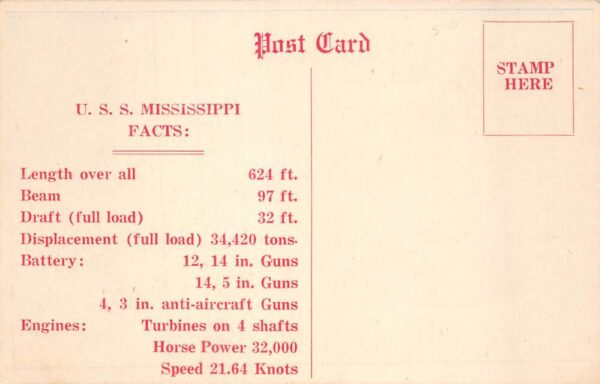 Post Card
STAMP
HERE
U. S. S. MISSISSIPPI
FACTS:
Length over all 624 ft.
Beam 97 ft.
Draft (full load) 32 ft.
Displacement (full load) 34,420 tons.
Battery: 12, 14 in. Guns
14, 5 in. Guns
4, 3 in. anti-aircraft Guns
Engines: Turbines on 4 shafts
Horse Power 32,000
Speed 21.64 Knots